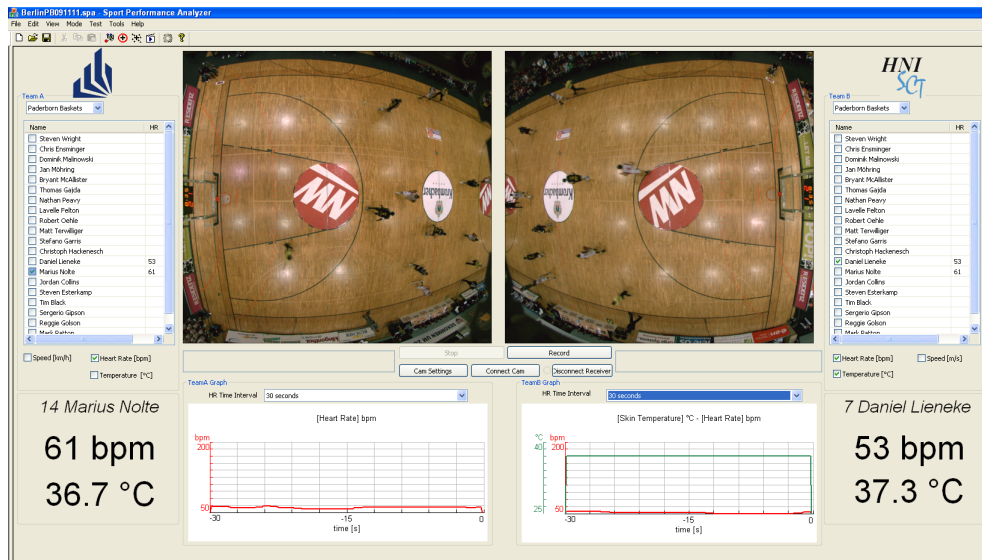 BerlinPB091111.spa - Sport Performance Analyzer
File Edit View Mode Test Tools Help
HNI
SCT
Team A
Paderborn Baskets
Name HR
Steven Wright
Chris Ensminger
Dominik Malinowski
Jan Möhring
Bryant McAllister
Thomas Gajda
Nathan Peavy
Lavelle Felton
Robert Oehle
Matt Terwilliger
Stefano Garris
Christoph Hackenesch
Daniel Lieneke 53
Marius Nolte 61
Jordan Collins
Steven Esterkamp
Tim Black
Sergerio Gipson
Reggie Golson
Mark Patton
Speed [km/h] Heart Rate [bpm]
Temperature [°C]
14 Marius Nolte
61 bpm
36.7 °C
NWN
Krombacher
Krombacher
NWN
Stop Record
Cam Settings Connect Cam Disconnect Receiver
TeamA Graph
HR Time Interval 30 seconds
[Heart Rate] bpm
bpm
200
50
-30 -15 0
time [s]
TeamB Graph
HR Time Interval 30 seconds
[Skin Temperature] °C - [Heart Rate] bpm
°C bpm
40 200
25 50
-30 -15 0
time [s]
Team B
Paderborn Baskets
Name HR
Steven Wright
Chris Ensminger
Dominik Malinowski
Jan Möhring
Bryant McAllister
Thomas Gajda
Nathan Peavy
Lavelle Felton
Robert Oehle
Matt Terwilliger
Stefano Garris
Christoph Hackenesch
Daniel Lieneke 53
Marius Nolte 61
Jordan Collins
Steven Esterkamp
Tim Black
Sergerio Gipson
Reggie Golson
Mark Patton
Heart Rate [bpm] Speed [m/s]
Temperature [°C]
7 Daniel Lieneke
53 bpm
37.3 °C